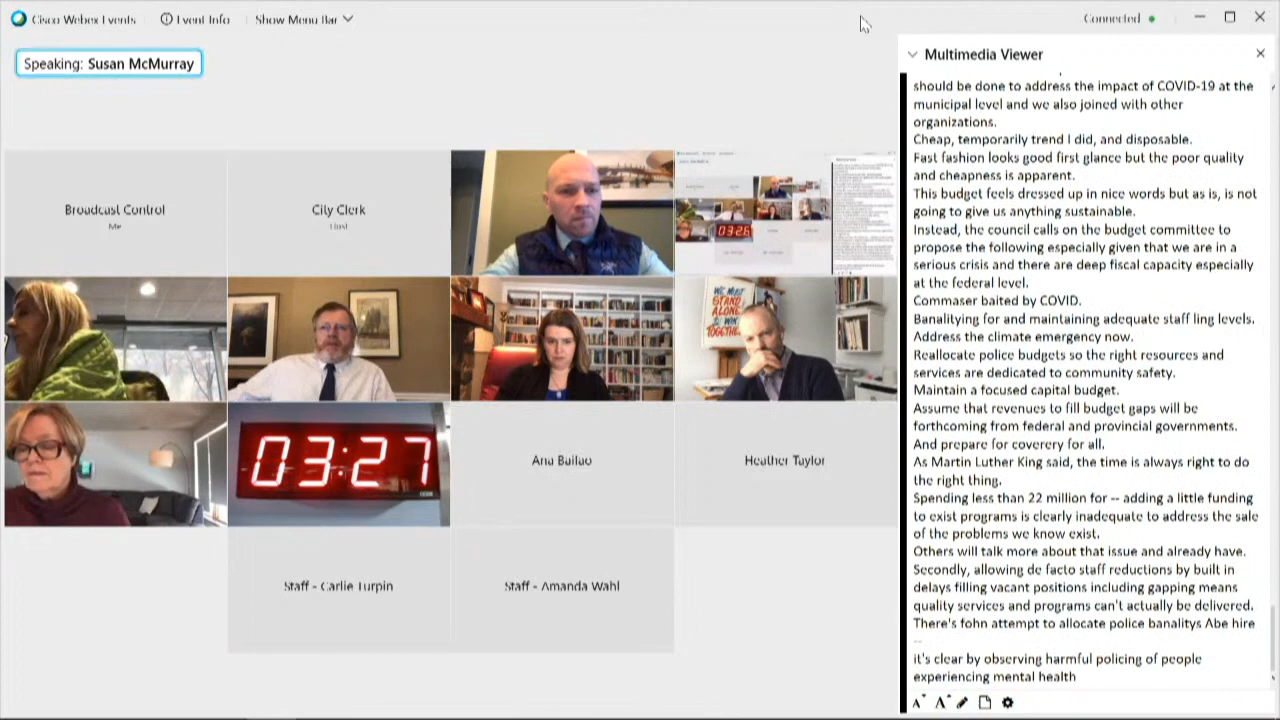 Cisco Webex Events
Event Info
Show Menu Bar
Connected
Speaking: Susan McMurray
Multimedia Viewer
should be done to address the impact of COVID-19 at the
municipal level and we also joined with other
organizations.
Cheap, temporarily trend I did, and disposable.
Fast fashion looks good first glance but the poor quality
and cheapness is apparent.
This budget feels dressed up in nice words but as is, is not
going to give us anything sustainable.
Instead, the council calls on the budget committee to
propose the following especially given that we are in a
serious crisis and there are deep fiscal capacity especially
at the federal level.
Commaser baited by COVID.
Banalitying for and maintaining adequate staff ling levels.
Address the climate emergency now.
Reallocate police budgets so the right resources and
services are dedicated to community safety.
Maintain a focused capital budget.
Assume that revenues to fill budget gaps will be
forthcoming from federal and provincial governments.
And prepare for coverery for all.
As Martin Luther King said, the time is always right to do
the right thing.
Spending less than 22 million for -- adding a little funding
to exist programs is clearly inadequate to address the sale
of the problems we know exist.
Others will talk more about that issue and already have.
Secondly, allowing de facto staff reductions by built in
delays filling vacant positions including gapping means
quality services and programs can't actually be delivered.
There's fohn attempt to allocate police banalitys Abe hire
--
it's clear by observing harmful policing of people
experiencing mental health
Broadcast Centre
Me
City Clerk
Host
03:26
WE MUST
STAND
ALONE
TOGETHER
03:27
Ana Bailao
Heather Taylor
Staff - Carlie Turpin
Staff - Amanda Wahl